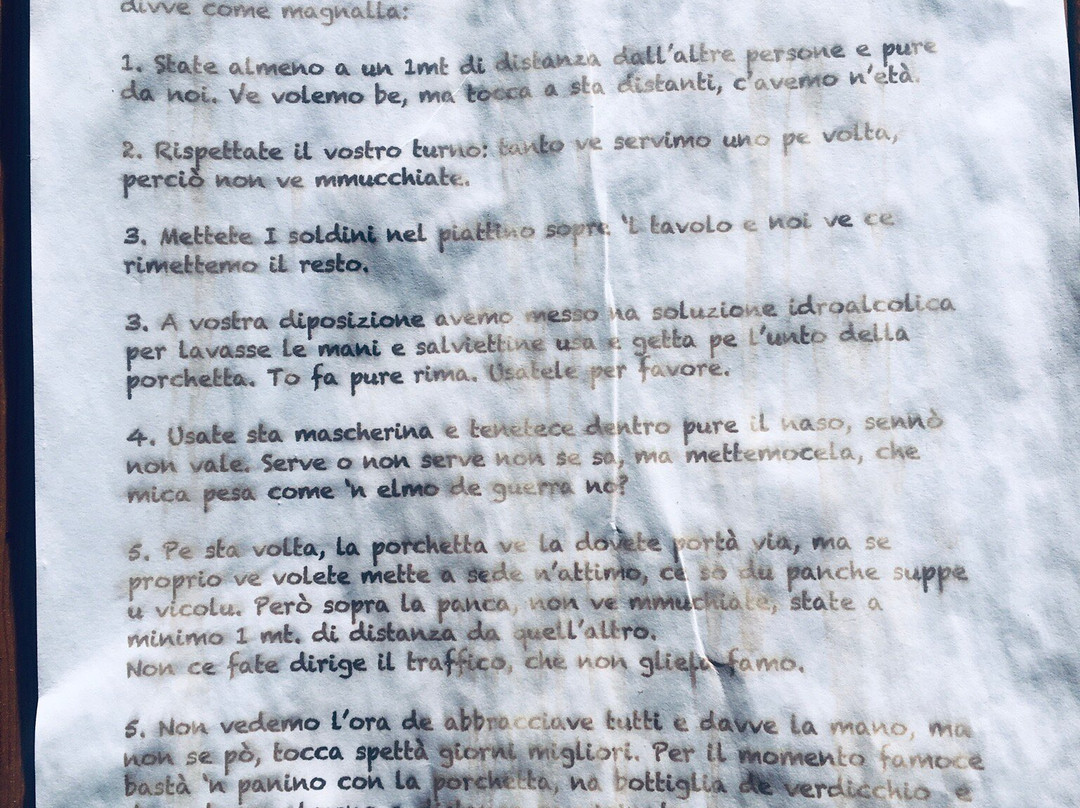 divve come magnalla:
1. State almeno a un 1mt di distanza dall'altre persone e pure
da noi. Ve volemo be, ma tocca a sta distanti, c'avemo n'età.
2. Rispettate il vostro turno: tanto ve servimo uno pe volta,
perciò non ve mmucchiate.
3. Mettete I soldini nel piattino sopre 'l tavolo e noi ve ce
rimettemo il resto.
3. A vostra diposizione avemo messo na soluzione idroalcolica
per lavasse le mani e salviettine usa e getta pe l'unto della
porchetta. To fa pure rima. Usatele per favore.
4. Usate sta mascherina e tenetece dentro pure il naso, sennò
non vale. Serve o non serve non se sa, ma mettemocela, che
mica pesa come 'n elmo de guerra no?
5. Pe sta volta, la porchetta ve la dovete portà via, ma se
proprio ve volete mette a sede n'attimo, ce so du panche suppe
u vicolu. Però sopra la panca, non ve mmuchiate, state a
minimo 1 mt. di distanza da quell'altro.
Non ce fate dirige il traffico, che non gliefa famo.
5. Non vedemo l'ora de abbracciave tutti e davve la mano, ma
non se pò, tocca spettà giorni migliori. Per il momento famoce
bastà 'n panino con la porchetta, na bottiglia de verdicchio e